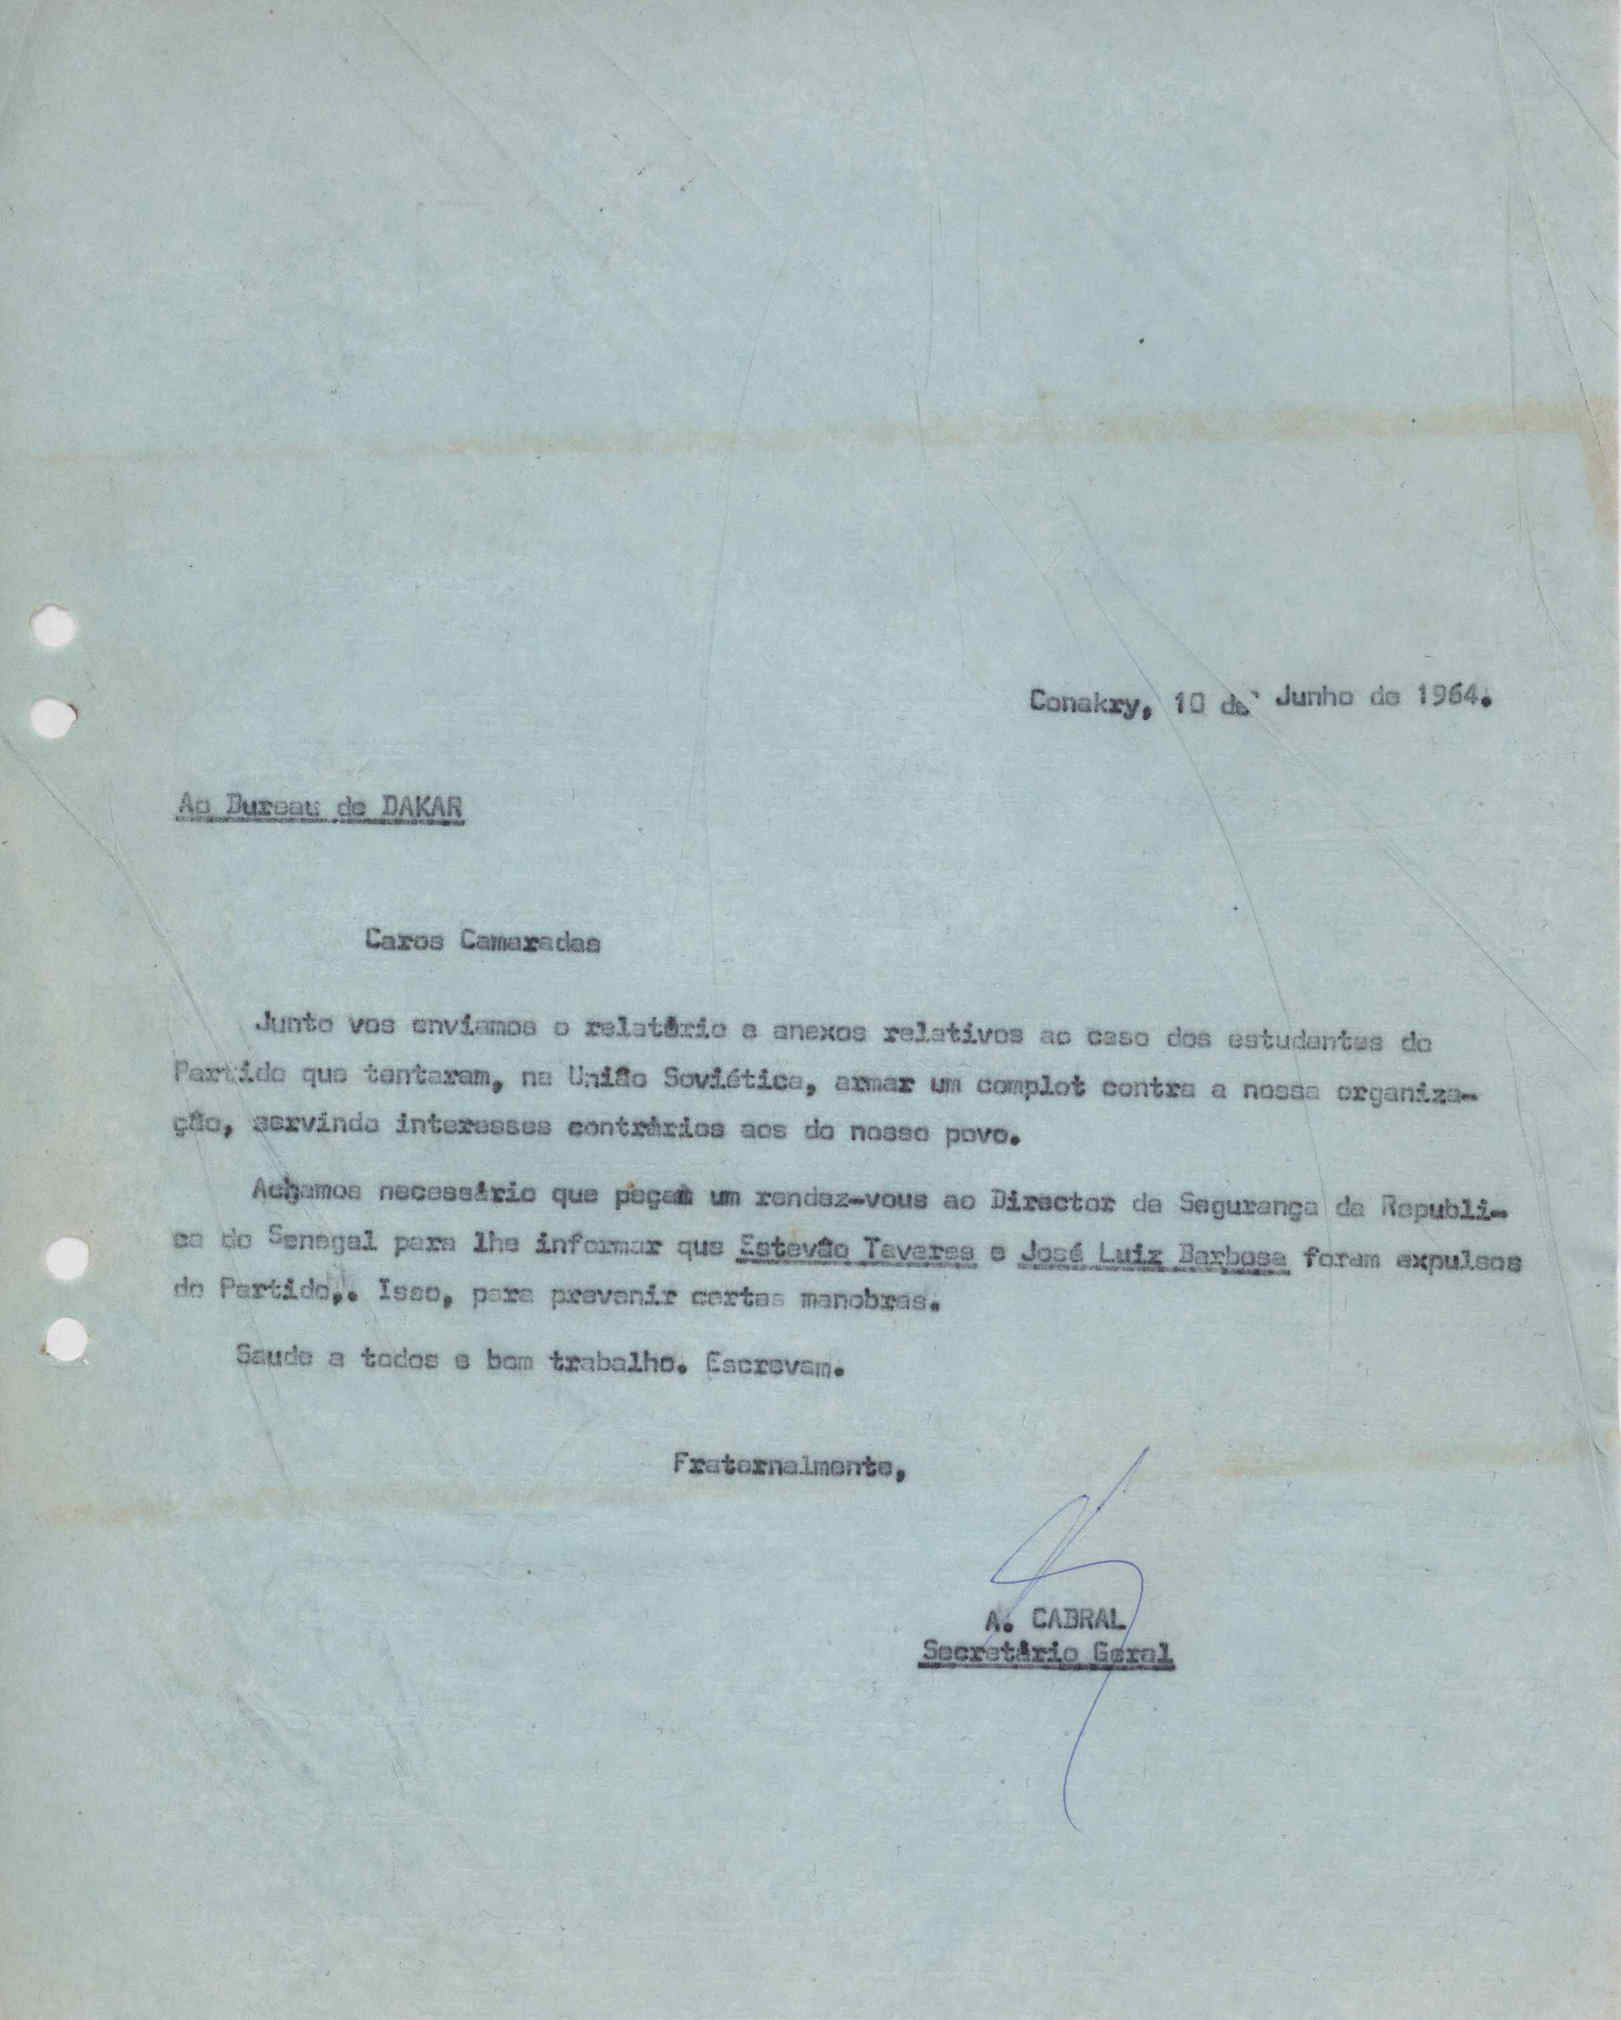 Conakry, 10 de Junho de 1964.
Ao Bureau de DAKAR
Caros Camaradas
Junto vos enviamos o relatório e anexos relativos ao caso dos estudantes do
Partido que tentaram, na União Soviética, armar um complot contra a nossa organiza-
ção, servindo interesses contrários aos do nosso povo.
Achamos necessário que peçam um rendez-vous ao Director da Segurança da Republi-
ca do Senegal para lhe informar que Estevão Tavares e José Luiz Barbosa foram expulsos
do Partido,. Isso, para prevenir certas manobras.
Saude a todos e bom trabalho. Escrevam.
Fraternalmente,
A. CABRAL
Secretário Geral